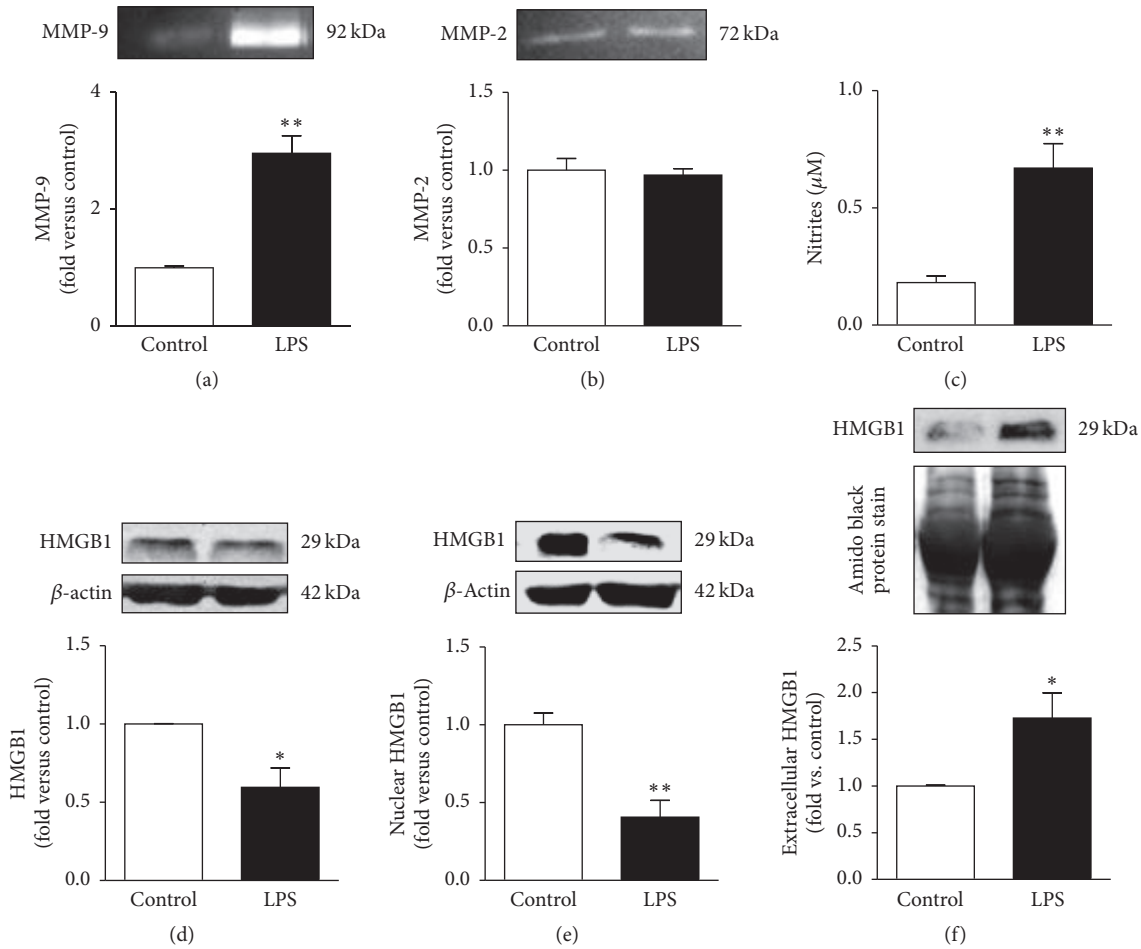 MMP-9
92 kDa
MMP-9
(fold versus control)
4
2
0
**
Control
LPS
(a)
MMP-2
72 kDa
MMP-2
(fold versus control)
1.5
1.0
0.5
0.0
Control
LPS
(b)
Nitrites (μM)
1.0
0.5
0.0
**
Control
LPS
(c)
HMGB1
29 kDa
β-actin
42 kDa
HMGB1
(fold versus control)
1.5
1.0
0.5
0.0
*
Control
LPS
(d)
HMGB1
29 kDa
β-Actin
42 kDa
Nuclear HMGB1
(fold versus control)
1.5
1.0
0.5
0.0
**
Control
LPS
(e)
HMGB1
29 kDa
Amido black
protein stain
Extracellular HMGB1
(fold vs. control)
2.5
2.0
1.5
1.0
0.5
0.0
*
Control
LPS
(f)